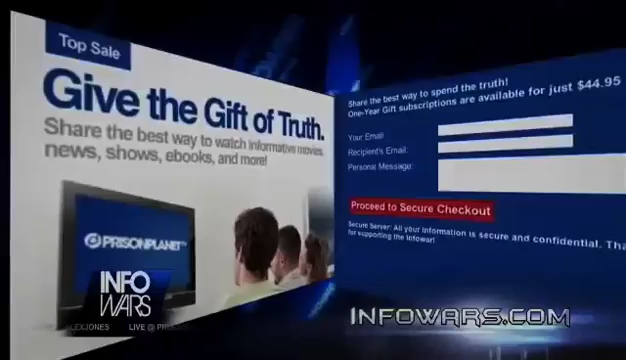 Top Sale
Give the Gift of Truth.
Share the best way to watch informative movies,
news, shows, ebooks, and more!
PRISONPLANET
INFO
WARS
ALEXJONES LIVE @
Share the best way to spend the truth!
One-Year Gift subscriptions are available for just $44.95
Your Email
Recipient's Email:
Personal Message:
Proceed to Secure Checkout
Secure Server: All your information is secure and confidential. Tha
for supporting the Infowar!
INFOWARS.COM